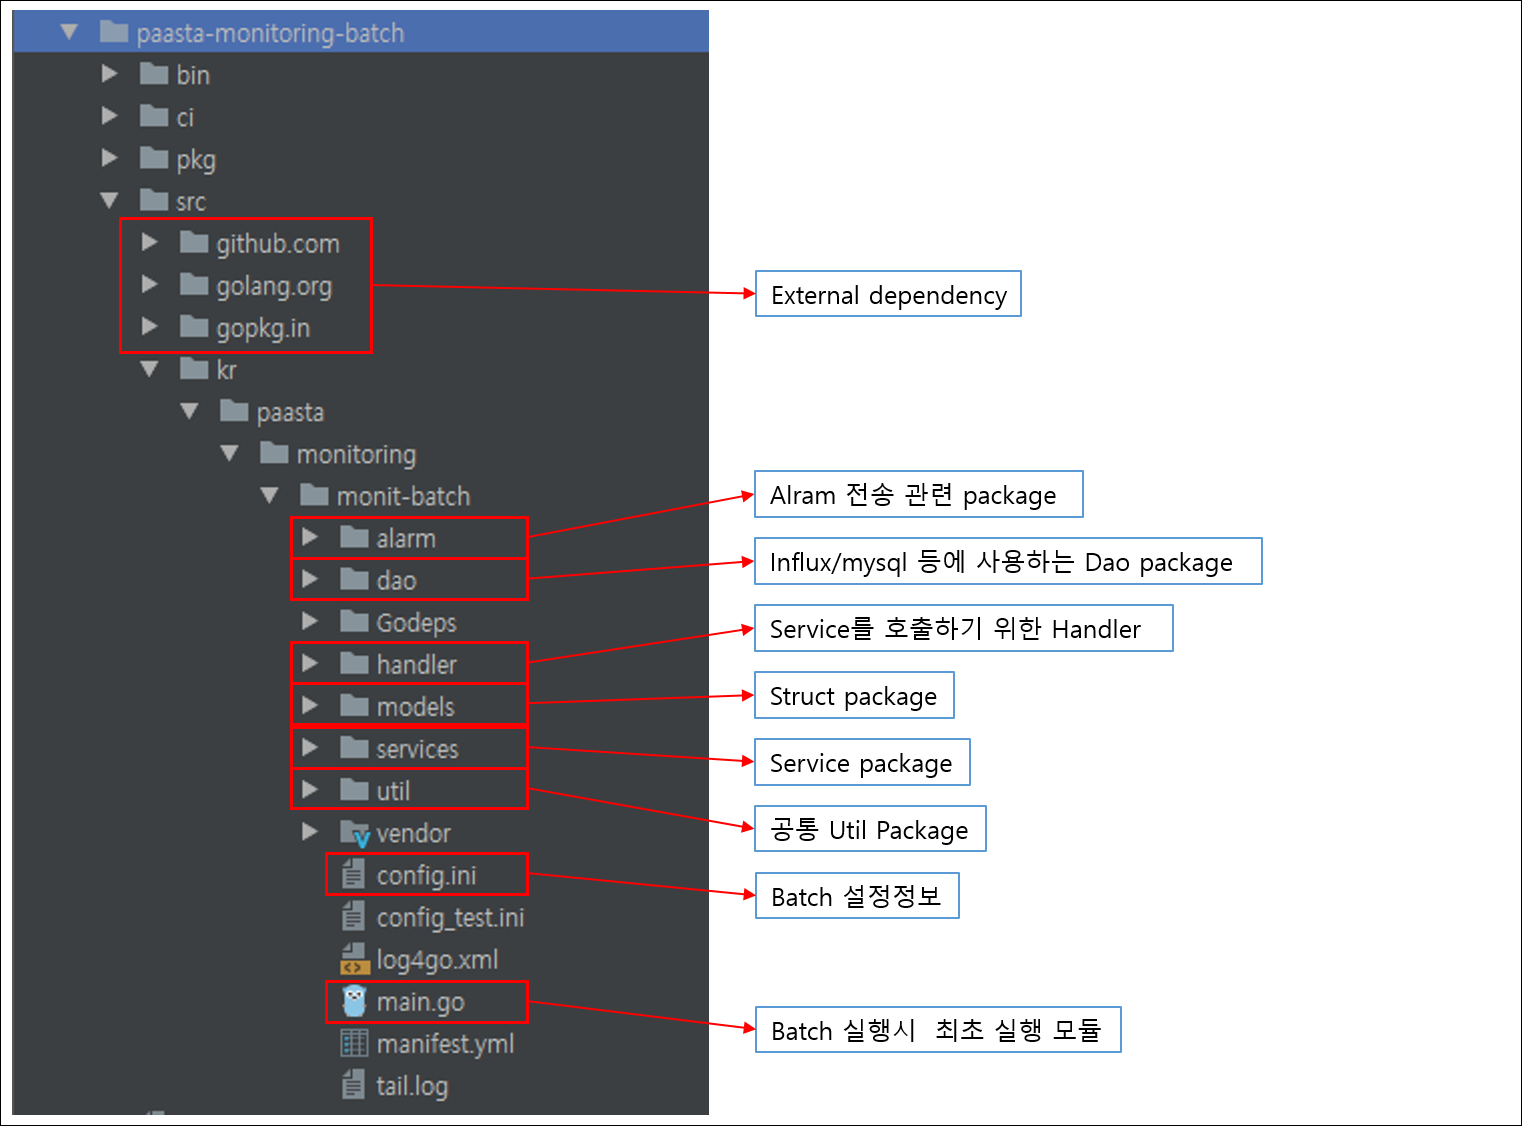 paasta-monitoring-batch
bin
ci
pkg
src
github.com
golang.org
gopkg.in
External dependency
kr
paasta
monitoring
monit-batch
alarm
Alram 전송 관련 package
dao
Influx/mysql 등에 사용하는 Dao package
Godeps
handler
Service를 호출하기 위한 Handler
models
Struct package
services
Service package
util
공통 Util Package
vendor
config.ini
Batch 설정정보
config_test.ini
log4go.xml
main.go
Batch 실행시 최초 실행 모듈
manifest.yml
tail.log